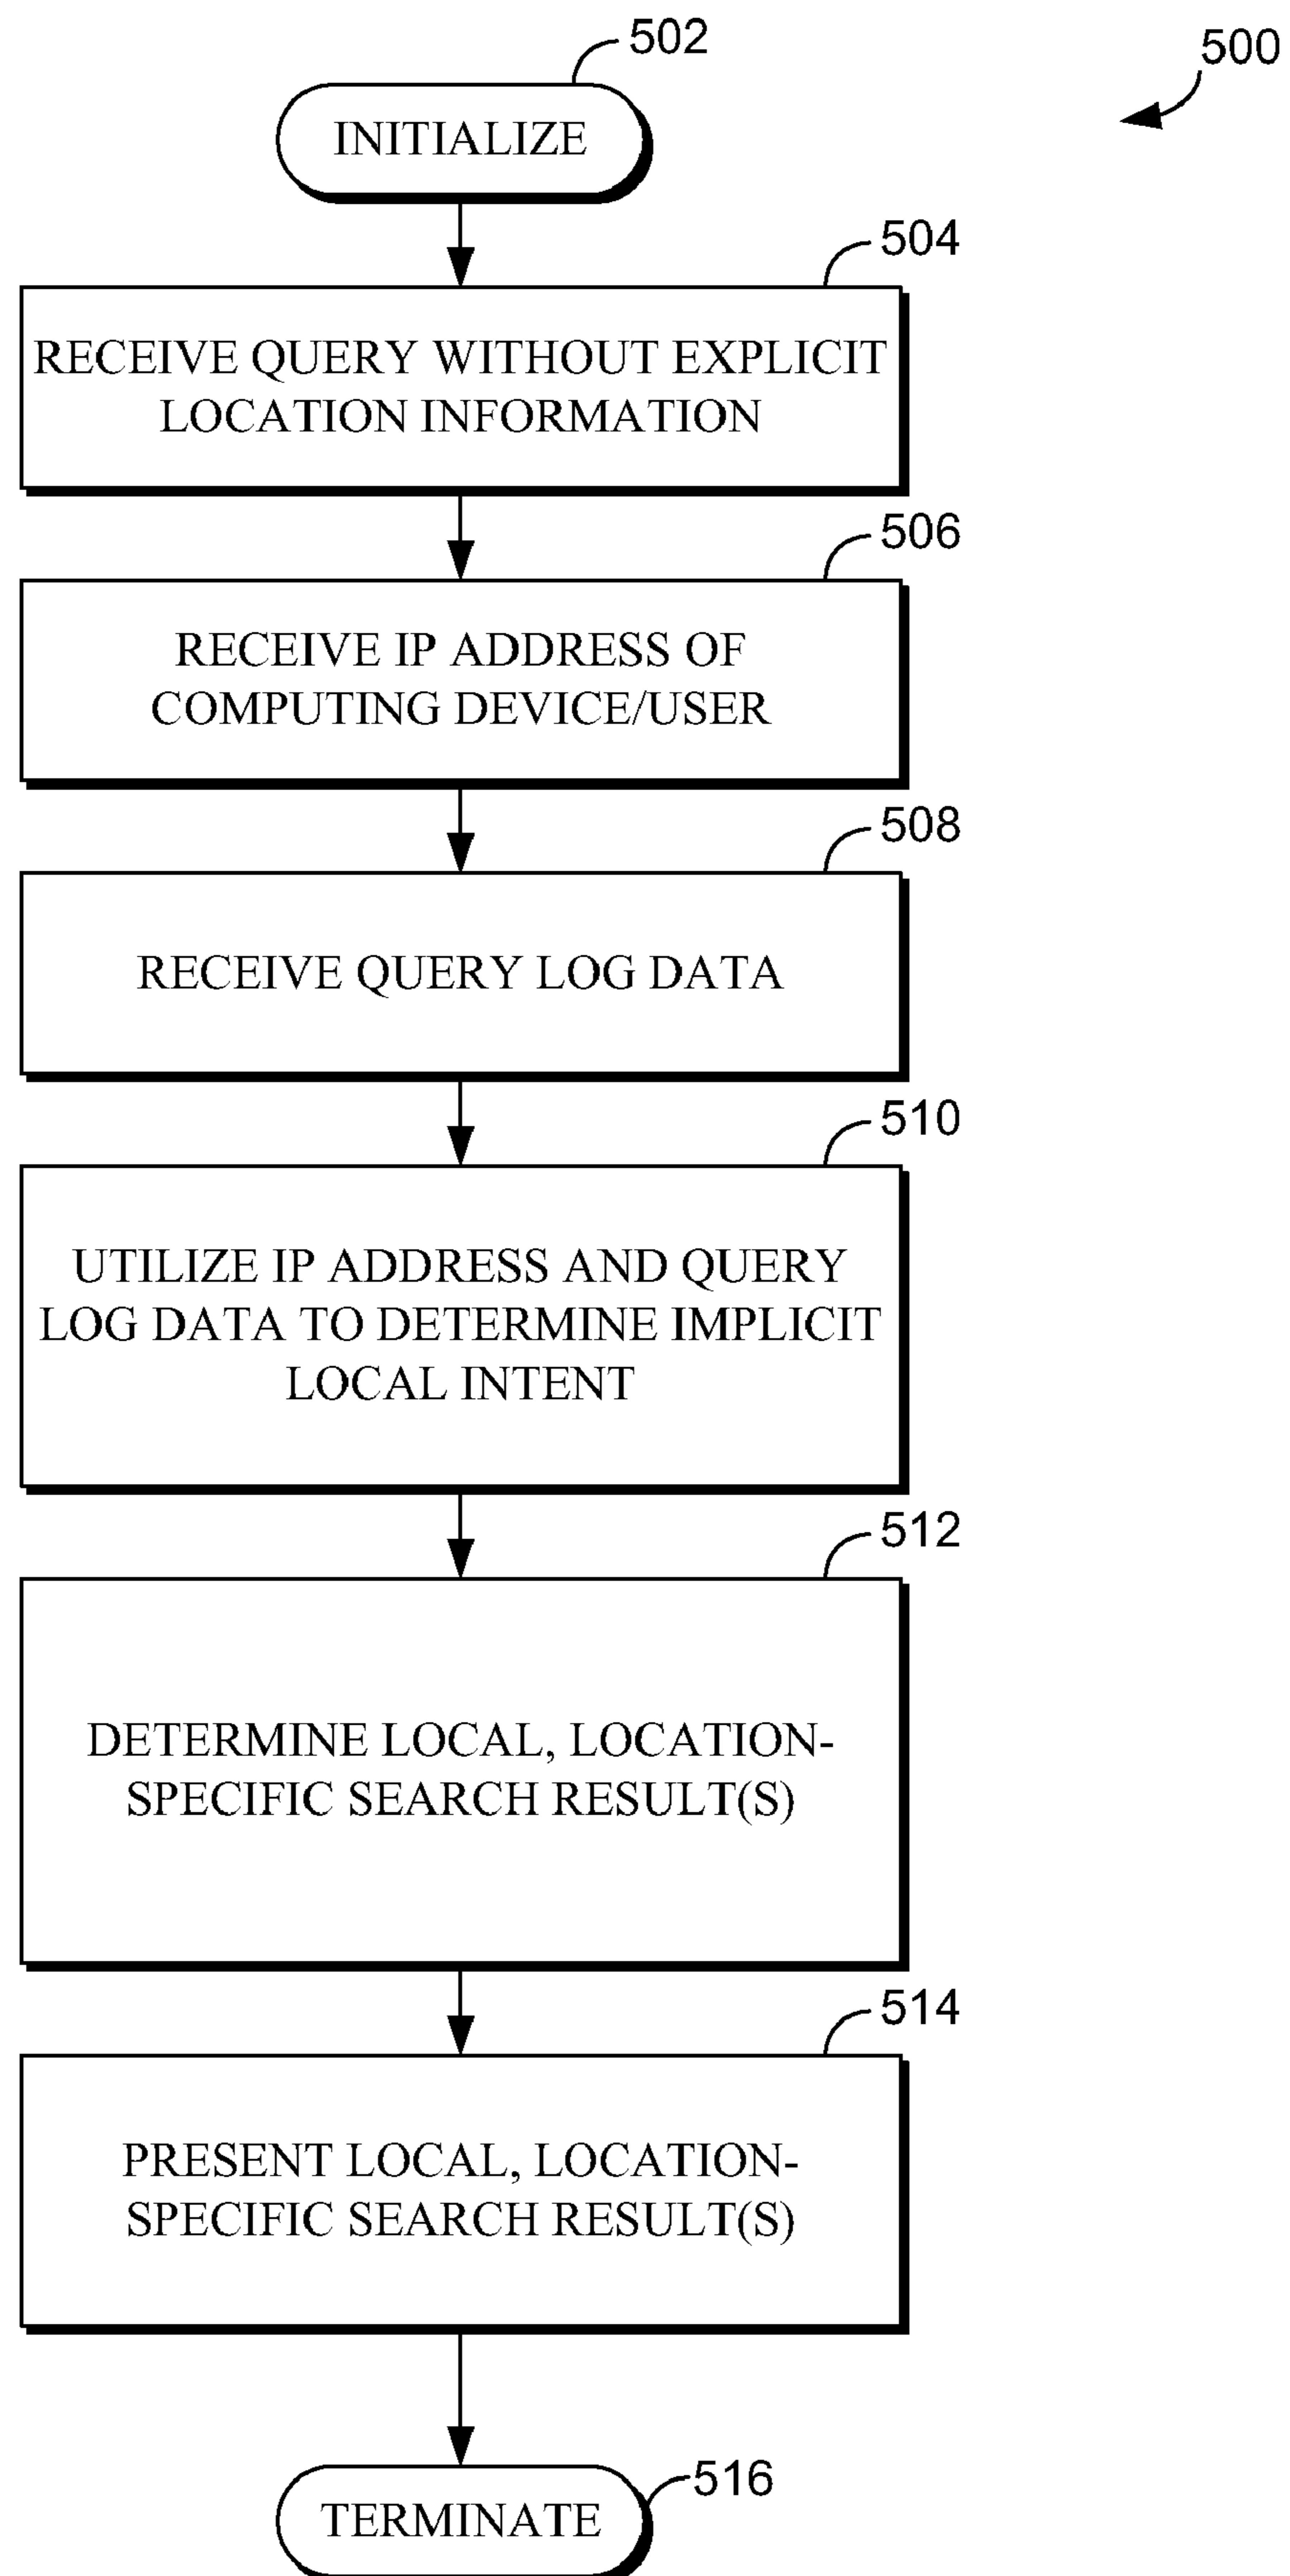 502
500
INITIALIZE
504
RECEIVE QUERY WITHOUT EXPLICIT
LOCATION INFORMATION
506
RECEIVE IP ADDRESS OF
COMPUTING DEVICE/USER
508
RECEIVE QUERY LOG DATA
510
UTILIZE IP ADDRESS AND QUERY
LOG DATA TO DETERMINE IMPLICIT
LOCAL INTENT
512
DETERMINE LOCAL, LOCATION-
SPECIFIC SEARCH RESULT(S)
514
PRESENT LOCAL, LOCATION-
SPECIFIC SEARCH RESULT(S)
516
TERMINATE